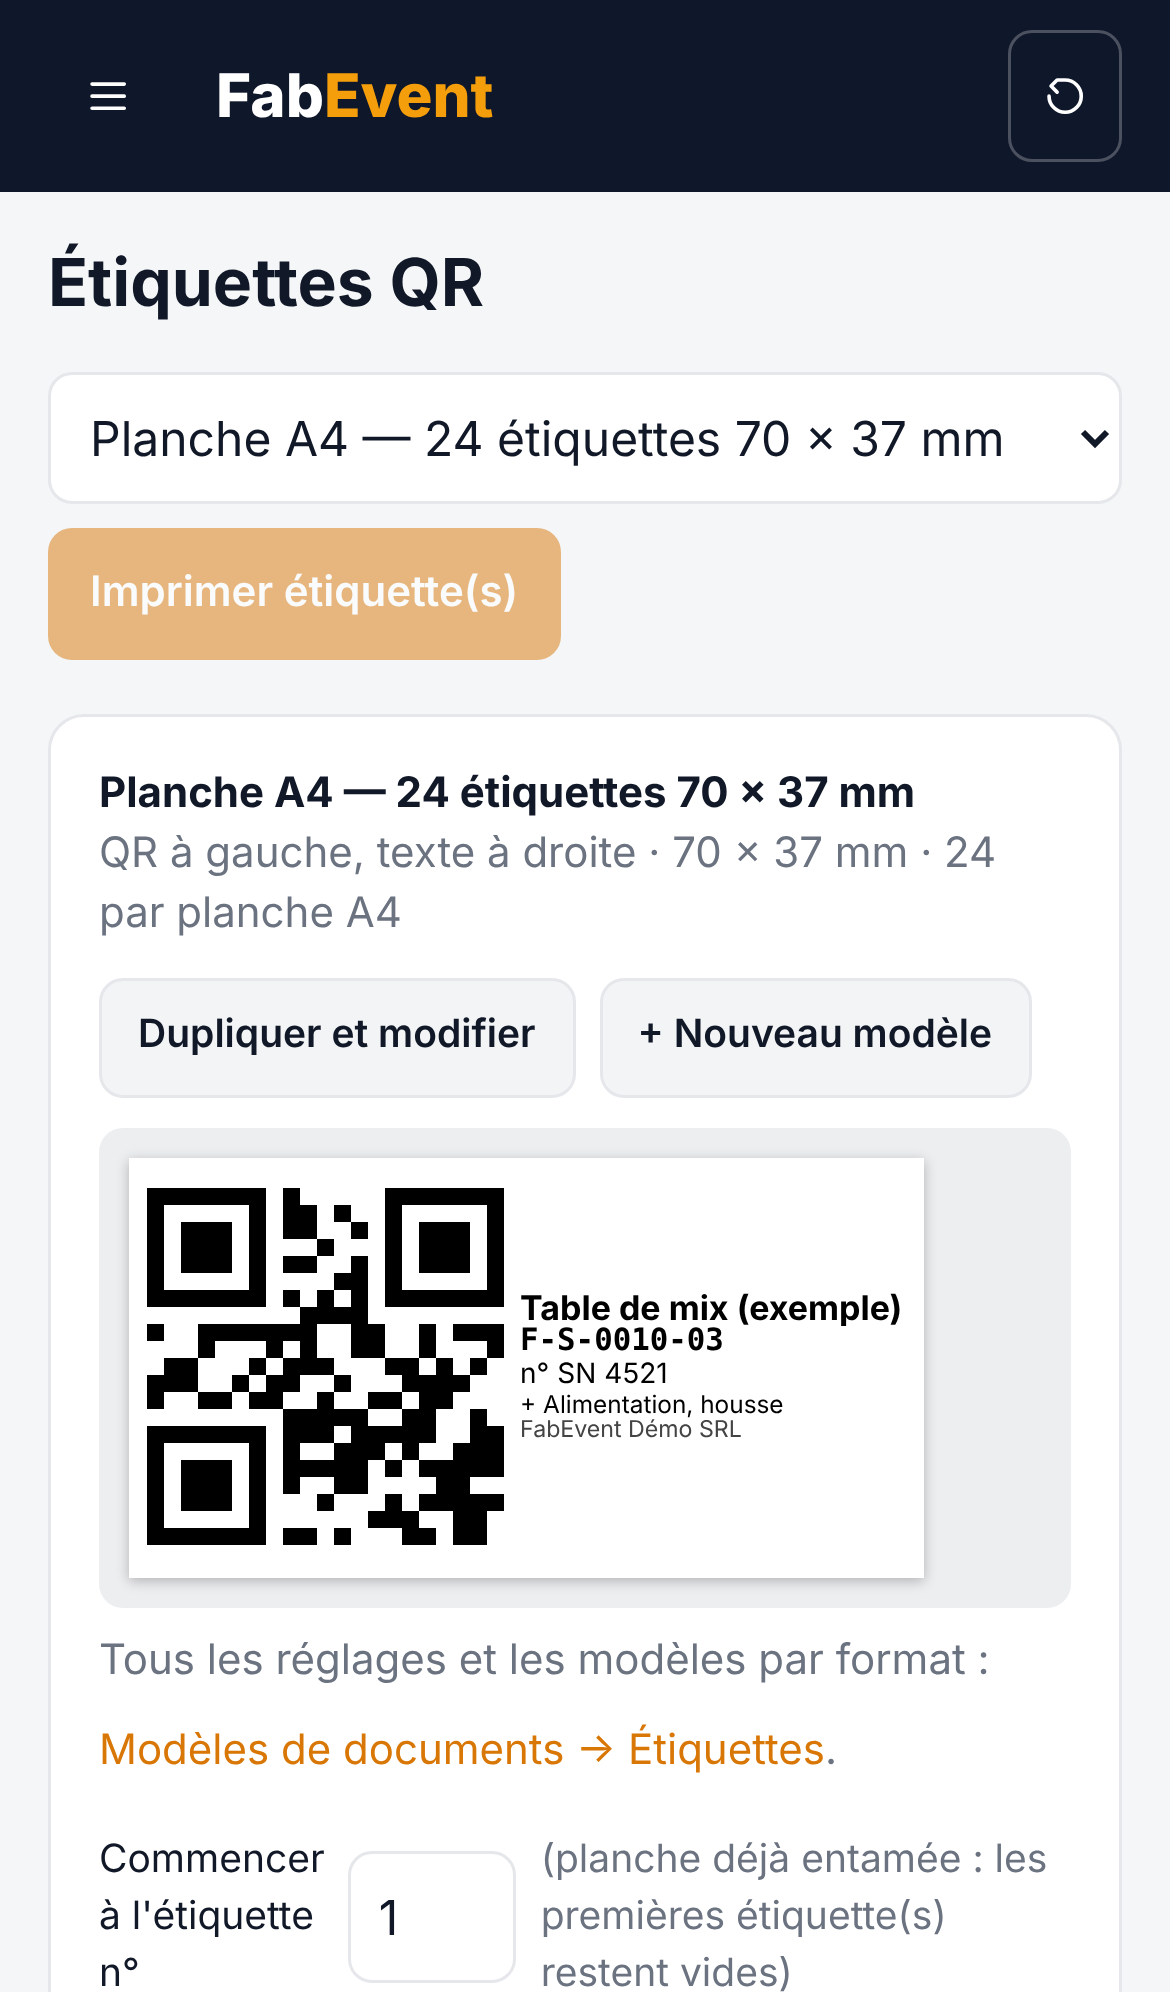 FabEvent
Étiquettes QR
Planche A4 — 24 étiquettes 70 × 37 mm
Imprimer étiquette(s)
Planche A4 — 24 étiquettes 70 × 37 mm
QR à gauche, texte à droite · 70 × 37 mm · 24
par planche A4
Dupliquer et modifier
+ Nouveau modèle
Table de mix (exemple)
F-S-0010-03
n° SN 4521
+ Alimentation, housse
FabEvent Démo SRL
Tous les réglages et les modèles par format :
Modèles de documents → Étiquettes.
Commencer
à l'étiquette
n°
1
(planche déjà entamée : les
premières étiquette(s)
restent vides)